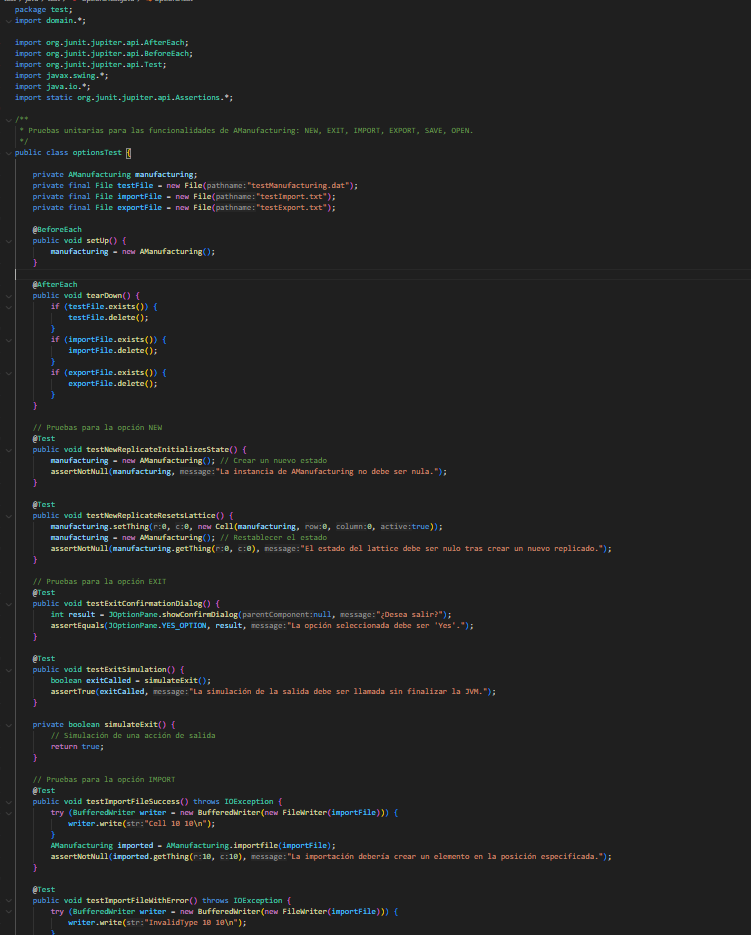 package test;
import domain.*;
import org.junit.jupiter.api.AfterEach;
import org.junit.jupiter.api.BeforeEach;
import org.junit.jupiter.api.Test;
import javax.swing.*;
import java.io.*;
import static org.junit.jupiter.api.Assertions.*;
/**
 * Pruebas unitarias para las funcionalidades de AManufacturing: NEW, EXIT, IMPORT, EXPORT, SAVE, OPEN.
 */
public class optionsTest {
    private AManufacturing manufacturing;
    private final File testFile = new File(pathname:"testManufacturing.dat");
    private final File importFile = new File(pathname:"testImport.txt");
    private final File exportFile = new File(pathname:"testExport.txt");
    @BeforeEach
    public void setUp() {
        manufacturing = new AManufacturing();
    }
    @AfterEach
    public void tearDown() {
        if (testFile.exists()) {
            testFile.delete();
        }
        if (importFile.exists()) {
            importFile.delete();
        }
        if (exportFile.exists()) {
            exportFile.delete();
        }
    }
    // Pruebas para la opción NEW
    @Test
    public void testNewReplicateInitializesState() {
        manufacturing = new AManufacturing(); // Crear un nuevo estado
        assertNotNull(manufacturing, message:"La instancia de AManufacturing no debe ser nula.");
    }
    @Test
    public void testNewReplicateResetsLattice() {
        manufacturing.setThing(r:0, c:0, new Cell(manufacturing, row:0, column:0, active:true));
        manufacturing = new AManufacturing(); // Restablecer el estado
        assertNotNull(manufacturing.getThing(r:0, c:0), message:"El estado del lattice debe ser nulo tras crear un nuevo replicado.");
    }
    // Pruebas para la opción EXIT
    @Test
    public void testExitConfirmationDialog() {
        int result = JOptionPane.showConfirmDialog(parentComponent:null, message:"¿Desea salir?");
        assertEquals(JOptionPane.YES_OPTION, result, message:"La opción seleccionada debe ser 'Yes'.");
    }
    @Test
    public void testExitSimulation() {
        boolean exitCalled = simulateExit();
        assertTrue(exitCalled, message:"La simulación de la salida debe ser llamada sin finalizar la JVM.");
    }
    private boolean simulateExit() {
        // Simulación de una acción de salida
        return true;
    }
    // Pruebas para la opción IMPORT
    @Test
    public void testImportFileSuccess() throws IOException {
        try (BufferedWriter writer = new BufferedWriter(new FileWriter(importFile))) {
            writer.write(str:"Cell 10 10\n");
        }
        AManufacturing imported = AManufacturing.importfile(importFile);
        assertNotNull(imported.getThing(r:10, c:10), message:"La importación debería crear un elemento en la posición especificada.");
    }
    @Test
    public void testImportFileWithError() throws IOException {
        try (BufferedWriter writer = new BufferedWriter(new FileWriter(importFile))) {
            writer.write(str:"InvalidType 10 10\n");
        }